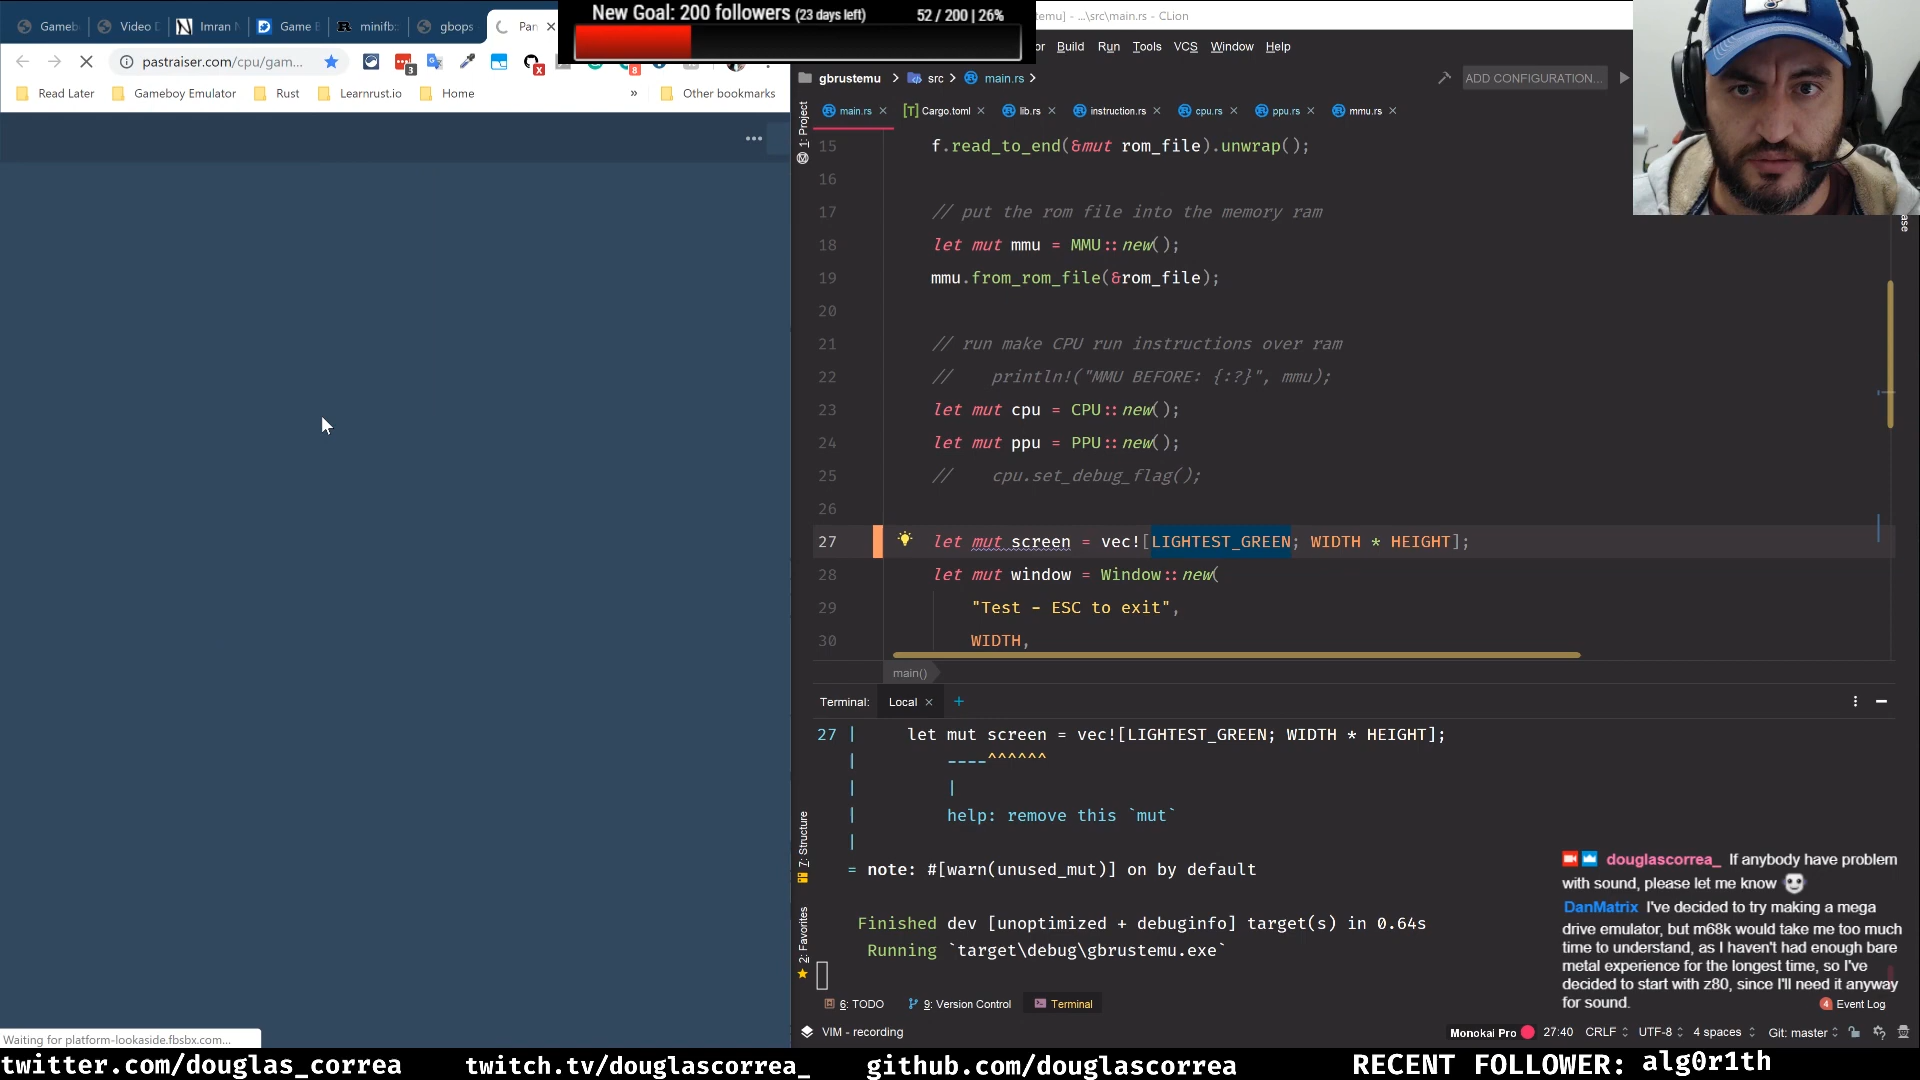 Gameb
Video D
Imran
Game E
minifb:
gbops
Pan
New Goal: 200 followers (23 days left)
52 / 200 | 26%
temu] - ...\src\main.rs - CLion
pastraiser.com/cpu/gam...
3
8
or Build Run Tools VCS Window Help
gbrustemu
src
main.rs
ADD CONFIGURATION...
Read Later
Gameboy Emulator
Rust
Learnrust.io
Home
»
Other bookmarks
main.rs
Cargo.toml
lib.rs
instruction.rs
cpu.rs
ppu.rs
mmu.rs
1: Project
15 f.read_to_end(&mut rom_file).unwrap();
16
17 // put the rom file into the memory ram
18 let mut mmu = MMU::new();
19 mmu.from_rom_file(&rom_file);
20
21 // run make CPU run instructions over ram
22 //    println!("MMU BEFORE: {:?}", mmu);
23 let mut cpu = CPU::new();
24 let mut ppu = PPU::new();
25 //    cpu.set_debug_flag();
26
27 let mut screen = vec![LIGHTEST_GREEN; WIDTH * HEIGHT];
28 let mut window = Window::new(
29 "Test - ESC to exit",
30 WIDTH,
main()
Terminal: Local
27 |     let mut screen = vec![LIGHTEST_GREEN; WIDTH * HEIGHT];
|         ----^^^^^^
|         |
|         help: remove this `mut`
|
= note: #[warn(unused_mut)] on by default
Finished dev [unoptimized + debuginfo] target(s) in 0.64s
Running `target\debug\gbrustemu.exe`
7: Structure
2: Favorites
douglascorrea_ If anybody have problem
with sound, please let me know
DanMatrix I've decided to try making a mega
drive emulator, but m68k would take me too much
time to understand, as I haven't had enough bare
metal experience for the longest time, so I've
decided to start with z80, since I'll need it anyway
for sound.
6: TODO
9: Version Control
Terminal
4 Event Log
VIM - recording
Monokai Pro
27:40
CRLF
UTF-8
4 spaces
Git: master
Waiting for platform-lookaside.fbsbx.com...
twitter.com/douglas_correa
twitch.tv/douglascorrea_
github.com/douglascorrea
RECENT FOLLOWER: alg0r1th